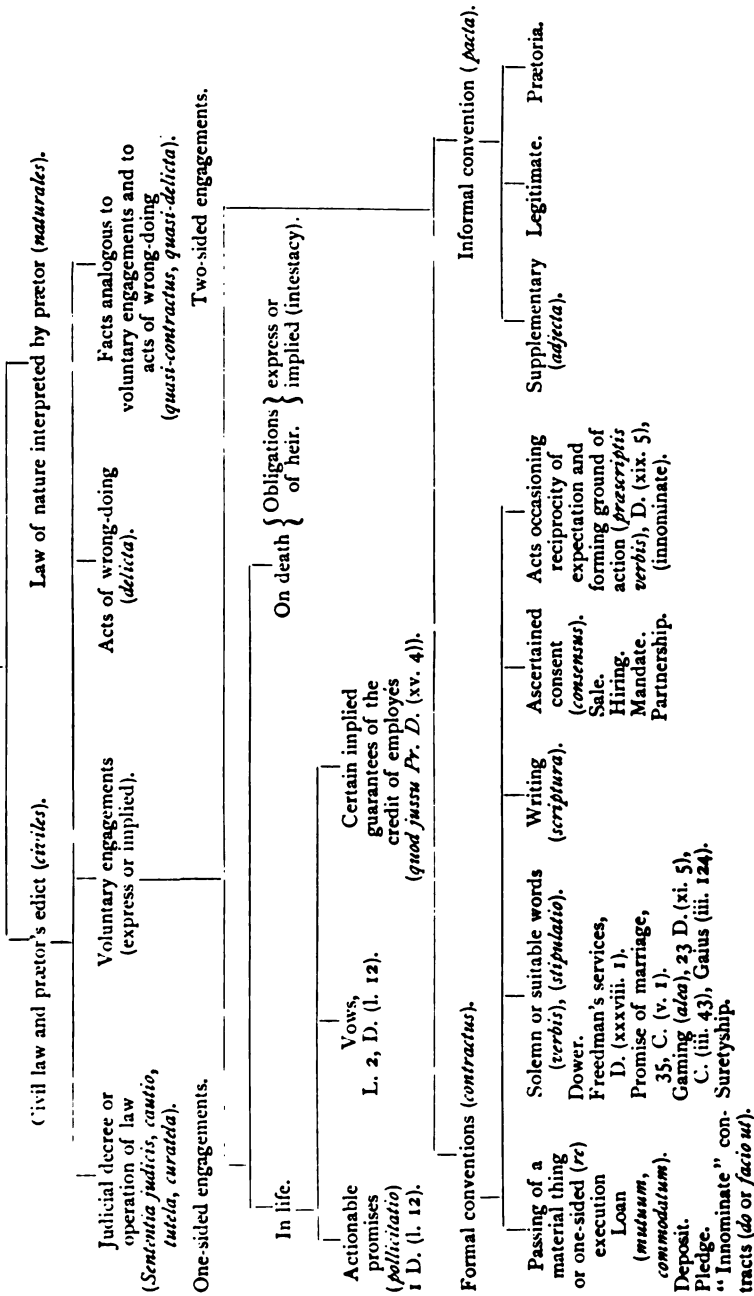 Civil law and prætor's edict (civiles).
Law of nature interpreted by prætor (naturales).
Judicial decree or
operation of law
(Sententia judicis, cautio,
tutela, curatela).
Voluntary engagements
(express or implied).
Acts of wrong-doing
(delicta).
Facts analogous to
voluntary engagements and to
acts of wrong-doing
(quasi-contractus, quasi-delicta).
One-sided engagements.
Two-sided engagements.
In life.
On death { Obligations } express or
of heir. } implied (intestacy).
Actionable
promises
(pollicitatio)
1 D. (l. 12).
Vows,
L. 2, D. (l. 12).
Certain implied
guarantees of the
credit of employés
(quod jussu Pr. D. (xv. 4)).
Formal conventions (contractus).
Informal convention (pacta).
Passing of a
material thing
or one-sided (re)
execution
Loan
(mutuum,
commodatum).
Deposit.
Pledge.
“Innominate” con-
tracts (do or facio ut).
Solemn or suitable words
(verbis), (stipulatio).
Dower.
Freedman's services,
D. (xxxviii. 1).
Promise of marriage,
35, C. (v. 1).
Gaming (alea), 23 D. (xi. 5),
C. (iii. 43), Gaius (iii. 124).
Suretyship.
Writing
(scriptura).
Ascertained
consent
(consensus).
Sale.
Hiring.
Mandate.
Partnership.
Acts occasioning
reciprocity of
expectation and
forming ground of
action (præscriptis
verbis), D. (xix. 5),
(innominate).
Supplementary
(adjecta).
Legitimate.
Prætoria.